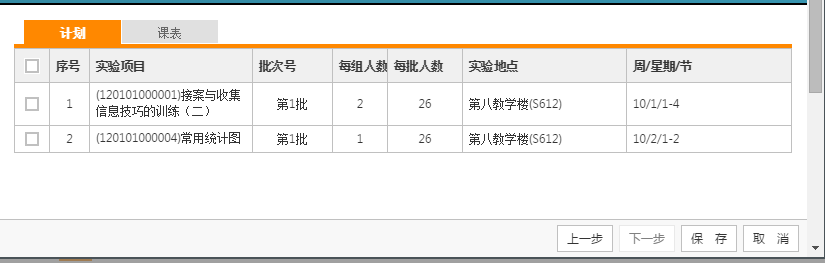 计划 课表
序号 实验项目 批次号 每组人数 每批人数 实验地点 周/星期/节
1 (120101000001)接案与收集 第1批 2 26 第八教学楼(S612) 10/1/1-4
信息技巧的训练（二）
2 (120101000004)常用统计图 第1批 1 26 第八教学楼(S612) 10/2/1-2
上一步 下一步 保 存 取 消